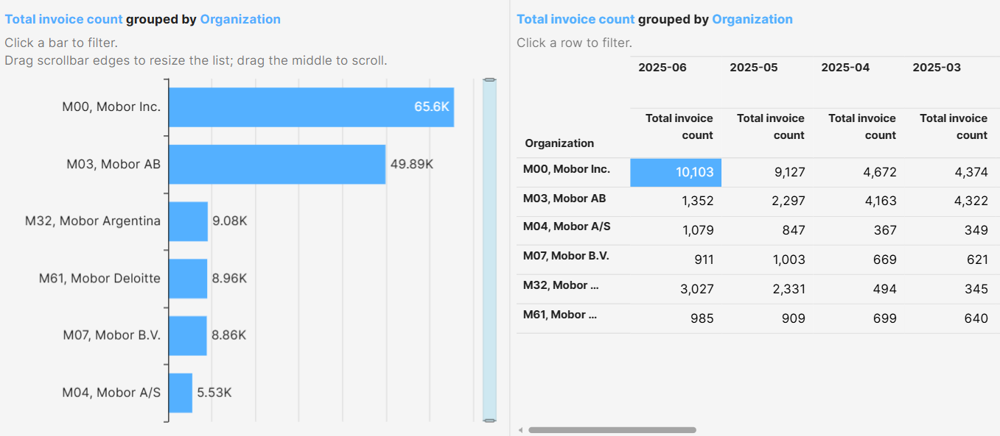 Total invoice count grouped by Organization
Click a bar to filter.
Drag scrollbar edges to resize the list; drag the middle to scroll.
M00, Mobor Inc. 65.6K
M03, Mobor AB 49.89K
M32, Mobor Argentina 9.08K
M61, Mobor Deloitte 8.96K
M07, Mobor B.V. 8.86K
M04, Mobor A/S 5.53K
Total invoice count grouped by Organization
Click a row to filter.
2025-06 2025-05 2025-04 2025-03
Total invoice Total invoice Total invoice Total invoice
count count count count
Organization
M00, Mobor Inc. 10,103 9,127 4,672 4,374
M03, Mobor AB 1,352 2,297 4,163 4,322
M04, Mobor A/S 1,079 847 367 349
M07, Mobor B.V. 911 1,003 669 621
M32, Mobor ... 3,027 2,331 494 345
M61, Mobor ... 985 909 699 640